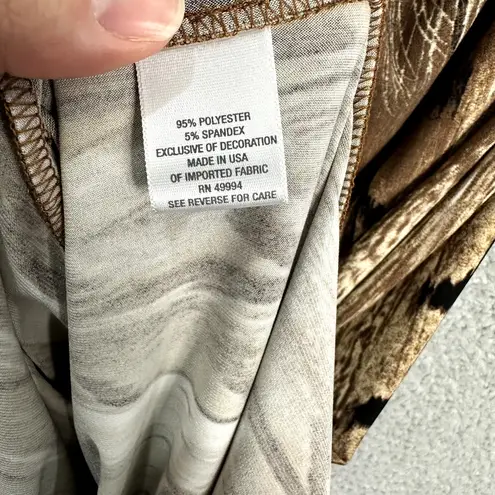 95% POLYESTER
5% SPANDEX
EXCLUSIVE OF DECORATION
MADE IN USA
OF IMPORTED FABRIC
RN 49994
SEE REVERSE FOR CARE